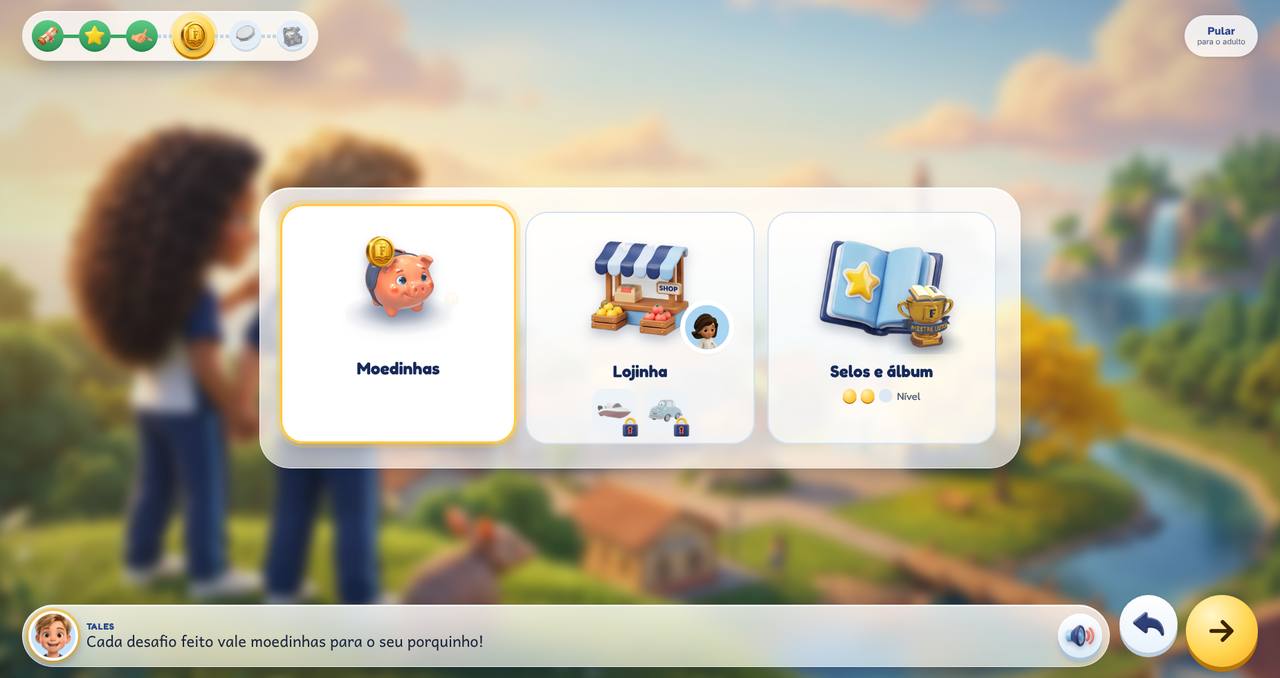 Pular
para o adulto
F
F
SHOP
F
Moedinhas
Lojinha
Selos e álbum
Nível
TALES
Cada desafio feito vale moedinhas para o seu porquinho!